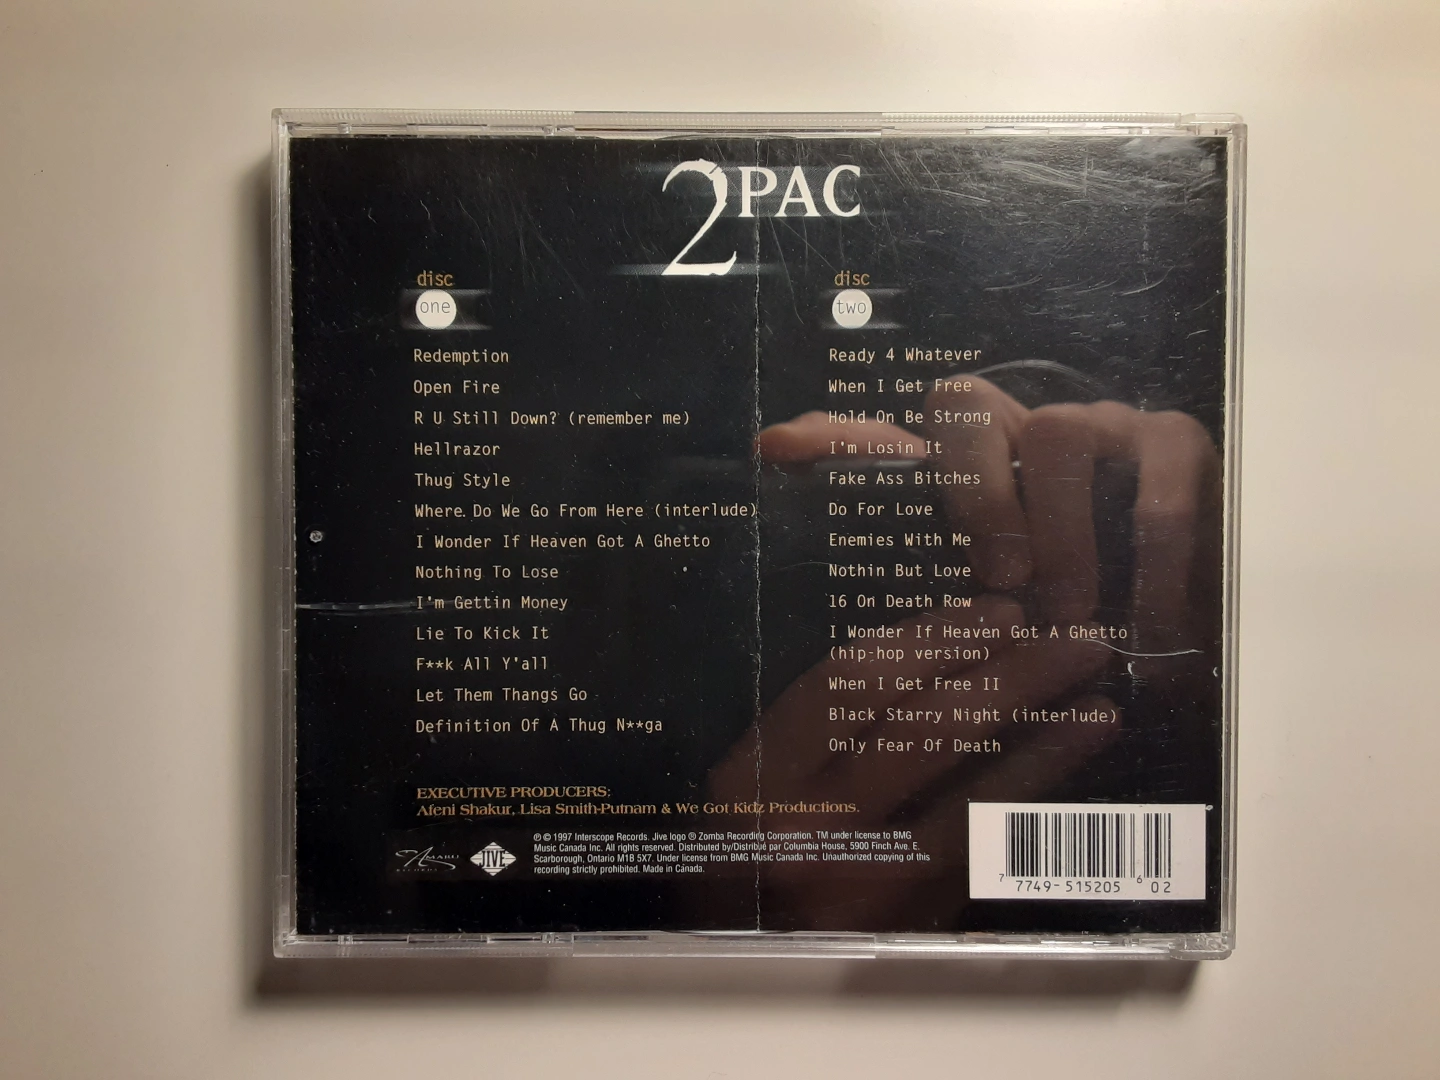 2PAC
disc
one
Redemption
Open Fire
R U Still Down? (remember me)
Hellrazor
Thug Style
Where Do We Go From Here (interlude)
I Wonder If Heaven Got A Ghetto
Nothing To Lose
I'm Gettin Money
Lie To Kick It
F**k All Y'all
Let Them Thangs Go
Definition Of A Thug N**ga
disc
two
Ready 4 Whatever
When I Get Free
Hold On Be Strong
I'm Losin It
Fake Ass Bitches
Do For Love
Enemies With Me
Nothin But Love
16 On Death Row
I Wonder If Heaven Got A Ghetto
(hip-hop version)
When I Get Free II
Black Starry Night (interlude)
Only Fear Of Death
EXECUTIVE PRODUCERS:
Afeni Shakur, Lisa Smith-Putnam & We Got Kidz Productions.
AMARU
RECORDS
JIVE
℗ © 1997 Interscope Records. Jive logo ® Zomba Recording Corporation. TM under license to BMG
Music Canada Inc. All rights reserved. Distributed by/Distribué par Columbia House, 5900 Finch Ave. E.
Scarborough, Ontario M1B 5X7. Under license from BMG Music Canada Inc. Unauthorized copying of this
recording strictly prohibited. Made in Canada.
7 7749-515205 6 02